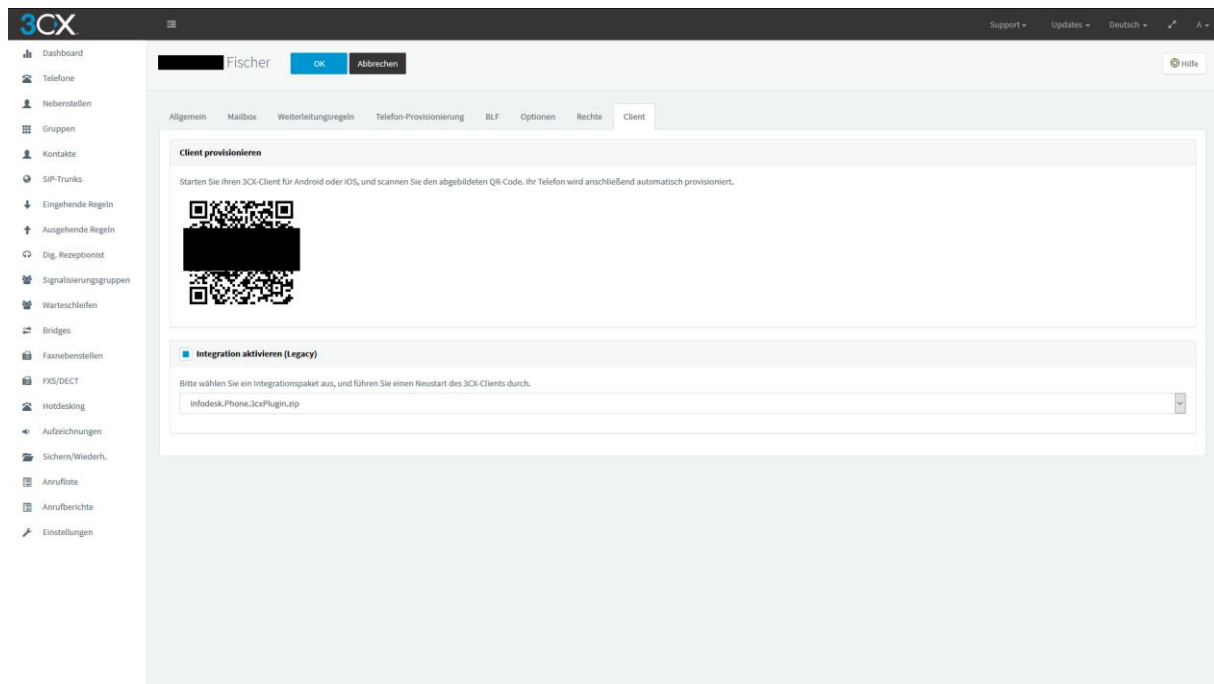 3CX
Support
Updates
Deutsch
A
Dashboard
Telefone
Nebenstellen
Gruppen
Kontakte
SIP-Trunks
Eingehende Regeln
Ausgehende Regeln
Dig. Rezeptionist
Signalisierungsgruppen
Warteschleifen
Bridges
Faxnebenstellen
FXS/DECT
Hotdesking
Aufzeichnungen
Sichern/Wiederh.
Anrufliste
Anrufberichte
Einstellungen
Fischer
OK
Abbrechen
Hilfe
Allgemein
Mailbox
Weiterleitungsregeln
Telefon-Provisionierung
BLF
Optionen
Rechte
Client
Client provisionieren
Starten Sie Ihren 3CX-Client für Android oder iOS, und scannen Sie den abgebildeten QR-Code. Ihr Telefon wird anschließend automatisch provisioniert.
Integration aktivieren (Legacy)
Bitte wählen Sie ein Integrationspaket aus, und führen Sie einen Neustart des 3CX-Clients durch.
Infodesk.Phone.3cxPlugin.zip